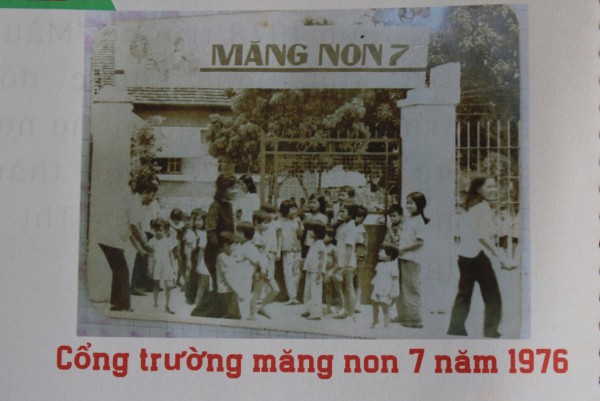 MĂNG NON 7
Cổng trường măng non 7 năm 1976